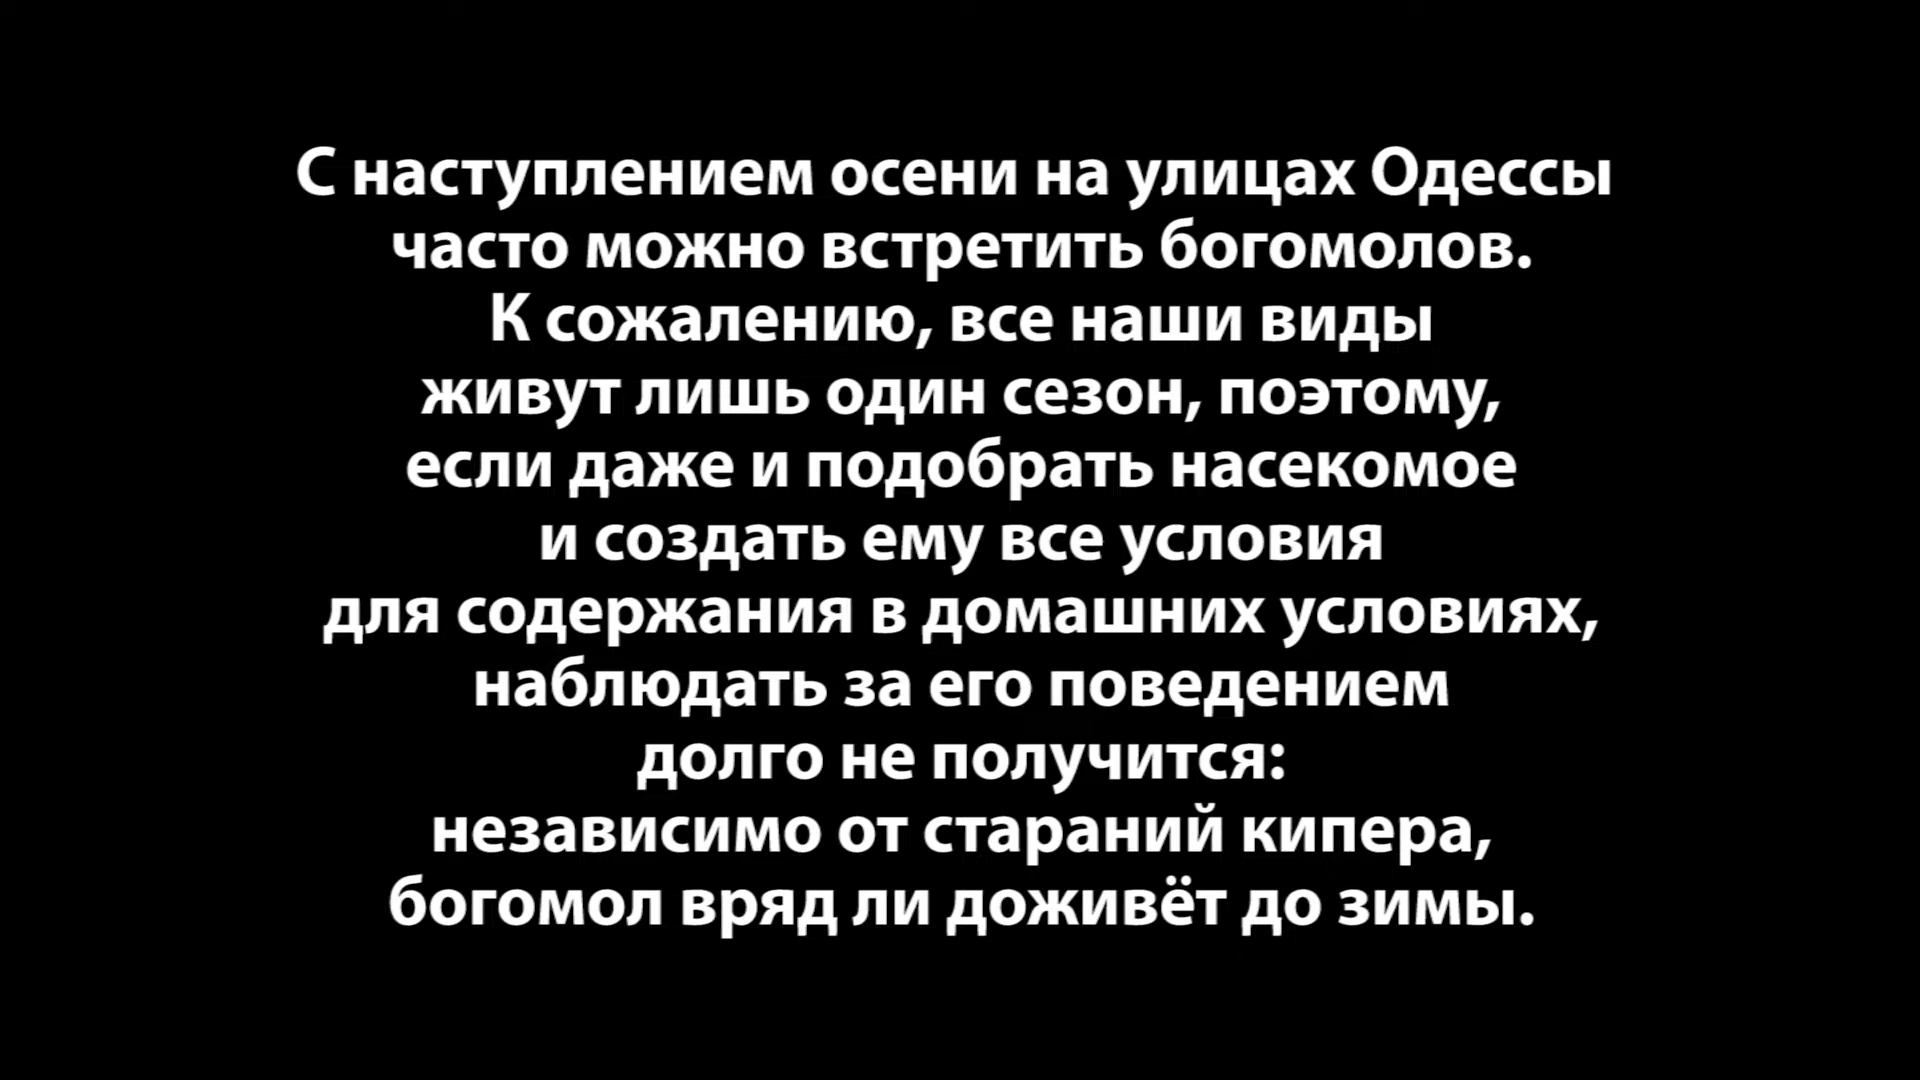 С наступлением осени на улицах Одессы
часто можно встретить богомолов.
К сожалению, все наши виды
живут лишь один сезон, поэтому,
если даже и подобрать насекомое
и создать ему все условия
для содержания в домашних условиях,
наблюдать за его поведением
долго не получится:
независимо от стараний кипера,
богомол вряд ли доживёт до зимы.